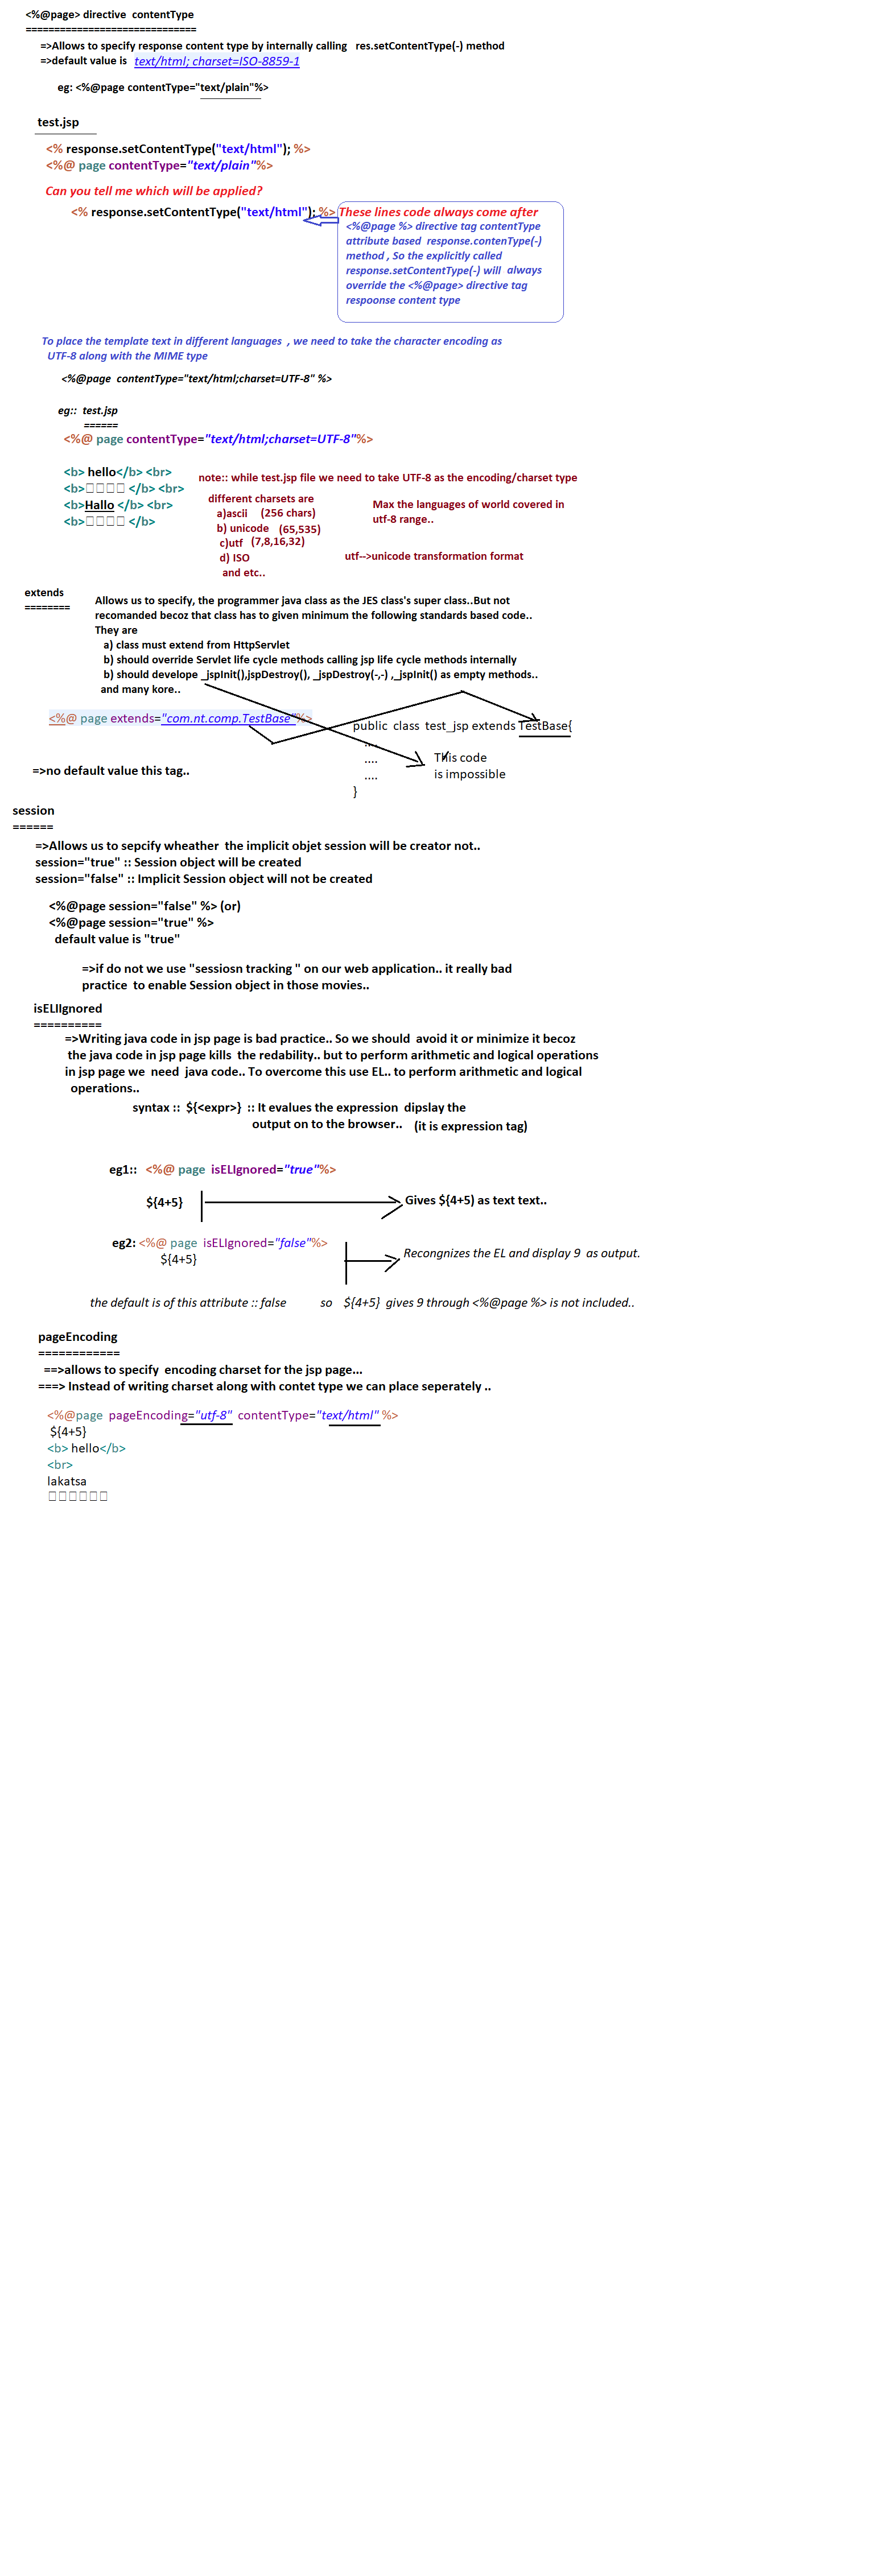 <%@page> directive  contentType
==============================
=>Allows to specify response content type by internally calling   res.setContentType(-) method
=>default value is   text/html; charset=ISO-8859-1
eg: <%@page contentType="text/plain"%>
test.jsp
<% response.setContentType("text/html"); %>
<%@ page contentType="text/plain"%>
Can you tell me which will be applied?
<% response.setContentType("text/html"); %> These lines code always come after
<%@page %> directive tag contentType
attribute based  response.contenType(-)
method , So the explicitly called
response.setContentType(-) will  always
override the <%@page> directive tag
respoonse content type
To place the template text in different languages  , we need to take the character encoding as
UTF-8 along with the MIME type
<%@page  contentType="text/html;charset=UTF-8" %>
eg::  test.jsp
======
<%@ page contentType="text/html;charset=UTF-8"%>
<b> hello</b> <br>
<b>□□□□ </b> <br>
<b>Hallo </b> <br>
<b>□□□□ </b>
note:: while test.jsp file we need to take UTF-8 as the encoding/charset type
different charsets are
a)ascii    (256 chars)
b) unicode   (65,535)
c)utf   (7,8,16,32)
d) ISO
and etc..
Max the languages of world covered in
utf-8 range..
utf-->unicode transformation format
extends
========
Allows us to specify, the programmer java class as the JES class's super class..But not
recomanded becoz that class has to given minimum the following standards based code..
They are
a) class must extend from HttpServlet
b) should override Servlet life cycle methods calling jsp life cycle methods internally
b) should develope _jspInit(),jspDestroy(), _jspDestroy(-,-) ,_jspInit() as empty methods..
and many kore..
<%@ page extends="com.nt.comp.TestBase"%>
public  class  test_jsp extends TestBase{
....
....
....
}
This code
is impossible
=>no default value this tag..
session
======
=>Allows us to sepcify wheather  the implicit objet session will be creator not..
session="true" :: Session object will be created
session="false" :: Implicit Session object will not be created
<%@page session="false" %> (or)
<%@page session="true" %>
default value is "true"
=>if do not we use "sessiosn tracking " on our web application.. it really bad
practice  to enable Session object in those movies..
isELIIgnored
==========
=>Writing java code in jsp page is bad practice.. So we should  avoid it or minimize it becoz
the java code in jsp page kills  the redability.. but to perform arithmetic and logical operations
in jsp page we  need  java code.. To overcome this use EL.. to perform arithmetic and logical
operations..
syntax ::  ${<expr>}  :: It evalues the expression  dipslay the
output on to the browser..    (it is expression tag)
eg1::   <%@ page  isELIgnored="true"%>
${4+5}
Gives ${4+5) as text text..
eg2: <%@ page  isELIgnored="false"%>
${4+5}
Recongnizes the EL and display 9  as output.
the default is of this attribute :: false          so    ${4+5}  gives 9 through <%@page %> is not included..
pageEncoding
============
==>allows to specify  encoding charset for the jsp page...
===> Instead of writing charset along with contet type we can place seperately ..
<%@page  pageEncoding="utf-8"  contentType="text/html" %>
${4+5}
<b> hello</b>
<br>
lakatsa
□□□□□□